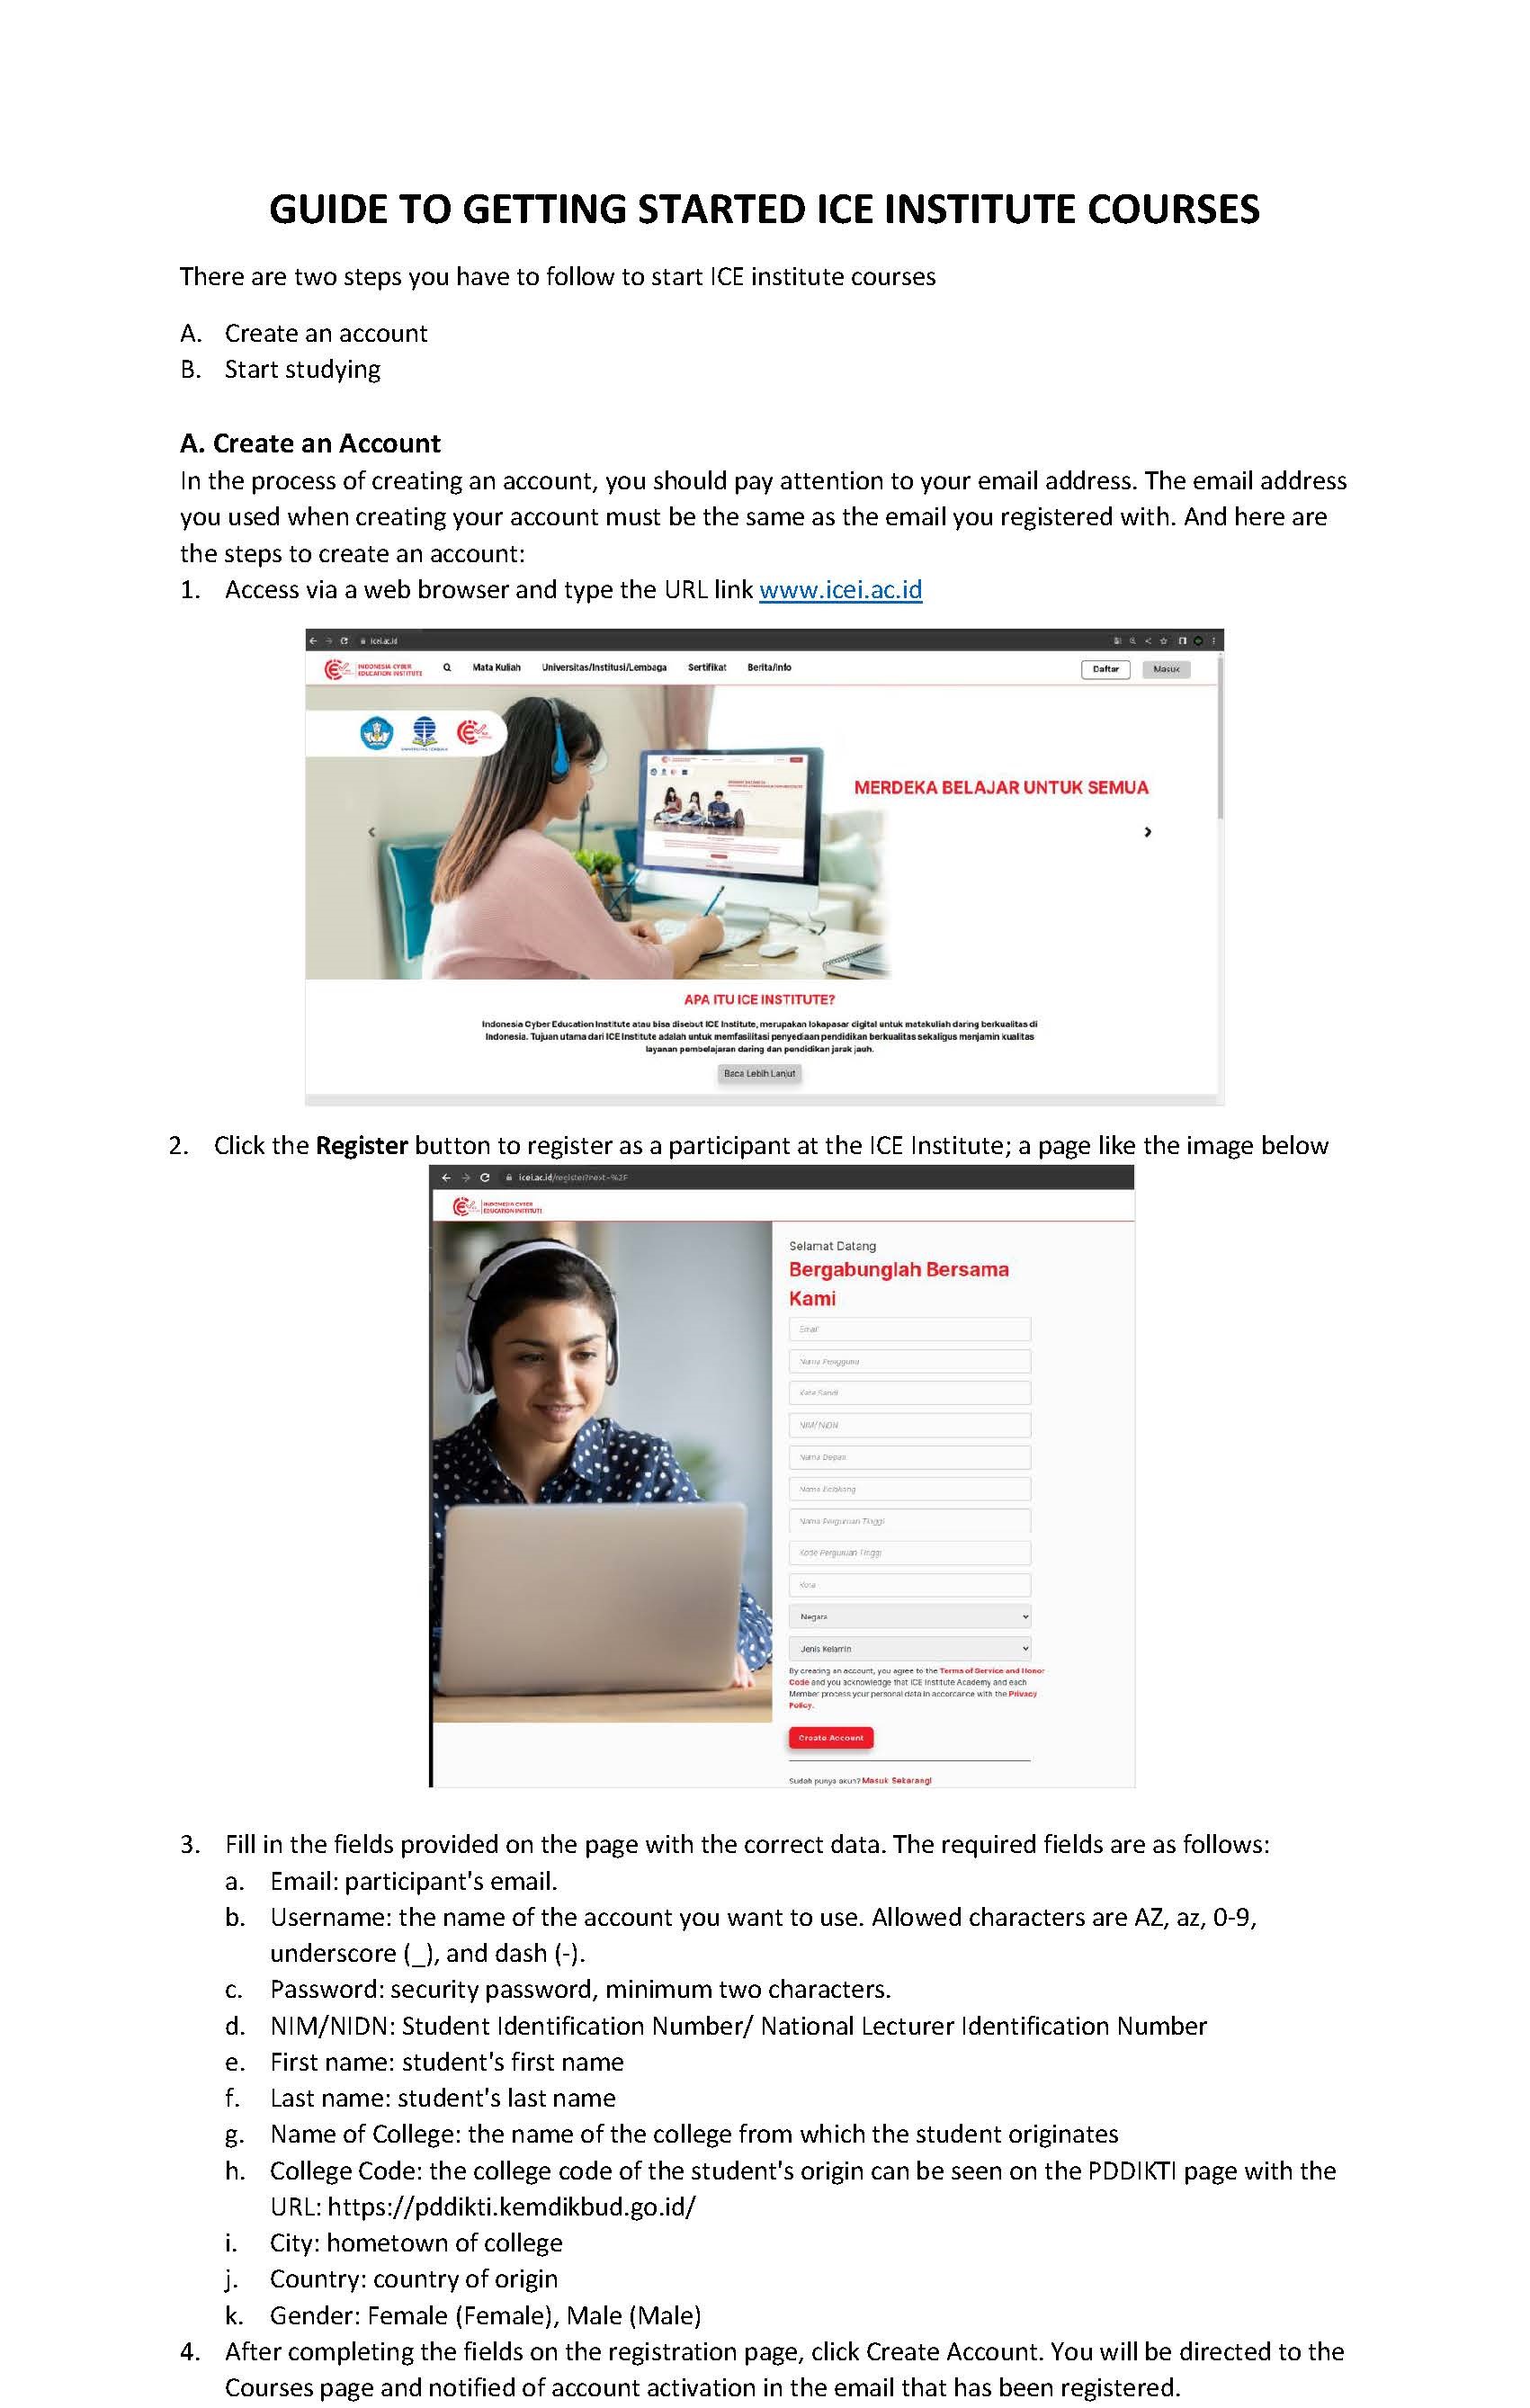 GUIDE TO GETTING STARTED ICE INSTITUTE COURSES
There are two steps you have to follow to start ICE institute courses
A. Create an account
B. Start studying
A. Create an Account
In the process of creating an account, you should pay attention to your email address. The email address
you used when creating your account must be the same as the email you registered with. And here are
the steps to create an account:
1. Access via a web browser and type the URL link www.icei.ac.id
icei.ac.id
INDONESIA CYBER
EDUCATION INSTITUTE
Mata Kuliah Universitas/Institusi/Lembaga Sertifikat Berita/Info Daftar Masuk
MERDEKA BELAJAR UNTUK SEMUA
APA ITU ICE INSTITUTE?
Indonesia Cyber Education Institute atau bisa disebut ICE Institute, merupakan lokapasar digital untuk matakuliah daring berkualitas di
Indonesia. Tujuan utama dari ICE Institute adalah untuk memfasilitasi penyediaan pendidikan berkualitas sekaligus menjamin kualitas
layanan pembelajaran daring dan pendidikan jarak jauh.
Baca Lebih Lanjut
2. Click the Register button to register as a participant at the ICE Institute; a page like the image below
icei.ac.id/register?next=%2F
INDONESIA CYBER
EDUCATION INSTITUTE
Selamat Datang
Bergabunglah Bersama
Kami
Email
Nama Pengguna
Kata Sandi
NIM/NIDN
Nama Depan
Nama Belakang
Nama Perguruan Tinggi
Kode Perguruan Tinggi
Kota
Negara
Jenis Kelamin
By creating an account, you agree to the Terms of Service and Honor
Code and you acknowledge that ICE Institute Academy and each
Member process your personal data in accordance with the Privacy
Policy.
Create Account
Sudah punya akun? Masuk Sekarang!
3. Fill in the fields provided on the page with the correct data. The required fields are as follows:
a. Email: participant's email.
b. Username: the name of the account you want to use. Allowed characters are AZ, az, 0-9,
underscore (_), and dash (-).
c. Password: security password, minimum two characters.
d. NIM/NIDN: Student Identification Number/ National Lecturer Identification Number
e. First name: student's first name
f. Last name: student's last name
g. Name of College: the name of the college from which the student originates
h. College Code: the college code of the student's origin can be seen on the PDDIKTI page with the
URL: https://pddikti.kemdikbud.go.id/
i. City: hometown of college
j. Country: country of origin
k. Gender: Female (Female), Male (Male)
4. After completing the fields on the registration page, click Create Account. You will be directed to the
Courses page and notified of account activation in the email that has been registered.